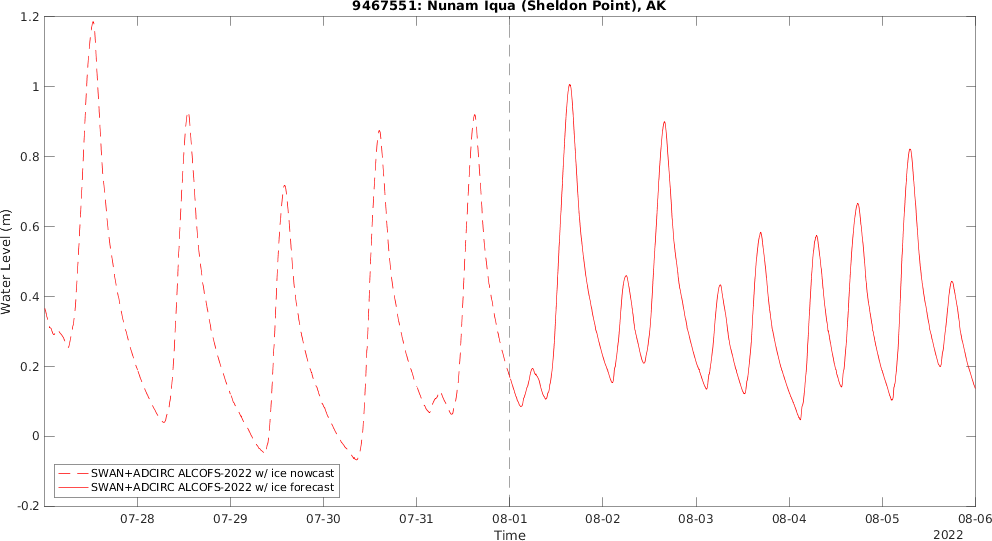 9467551: Nunam Iqua (Sheldon Point), AK
1.2
1
0.8
0.6
0.4
0.2
0
-0.2
Water Level (m)
SWAN+ADCIRC ALCOFS-2022 w/ ice nowcast
SWAN+ADCIRC ALCOFS-2022 w/ ice forecast
07-28 07-29 07-30 07-31 08-01 08-02 08-03 08-04 08-05 08-06
Time
2022